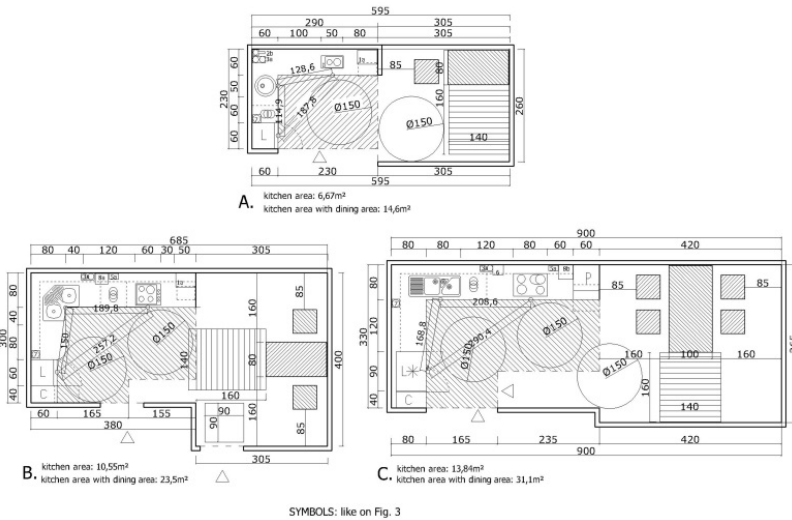 595
290 305
60 100 50 80 305
2b
3a
1a
85
80
60
50
60
60
230
128,6
114,9
187,8
Ø150
Ø150
160
140
260
7
L
60 230 305
595
A. kitchen area: 6,67m²
kitchen area with dining area: 14,6m²
685
80 40 120 60 30 50 305
80
40
80
60
40
300
189,8
150
257,2
Ø150
Ø150
140
160
80
160
160
85
85
400
7
L
C
90
90
60 165 155
380
305
B. kitchen area: 10,55m²
kitchen area with dining area: 23,5m²
900
80 80 120 80 60 60 420
80
120
90
40
330
P
85
85
208,6
168,8
290,4
Ø150
Ø150
Ø150
160 100 160
160
140
7
L
C
80 165 235 420
900
C. kitchen area: 13,84m²
kitchen area with dining area: 31,1m²
SYMBOLS: like on Fig. 3